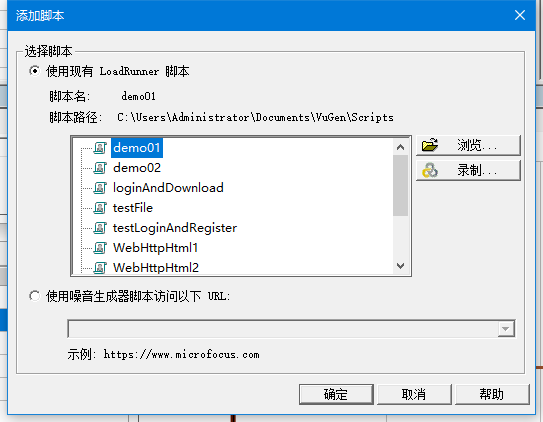 添加脚本
选择脚本
使用现有 LoadRunner 脚本
脚本名: demo01
脚本路径: C:\Users\Administrator\Documents\VuGen\Scripts
demo01
demo02
loginAndDownload
testFile
testLoginAndRegister
WebHttpHtml1
WebHttpHtml2
浏览...
录制...
使用噪音生成器脚本访问以下 URL:
示例: https://www.microfocus.com
确定
取消
帮助